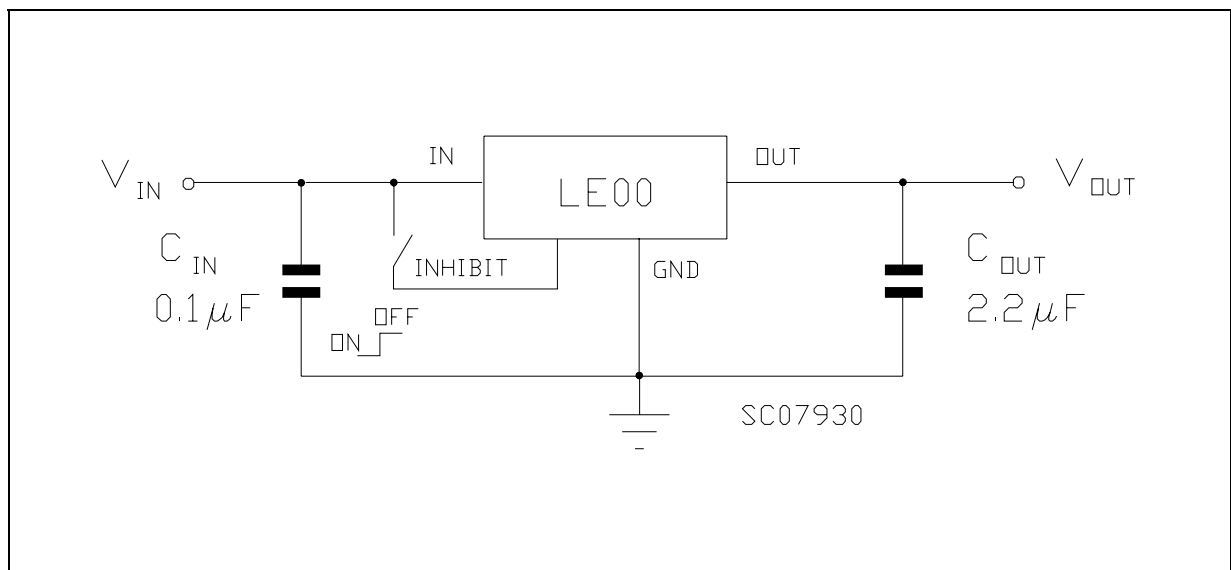 IN
OUT
V IN
LE00
V OUT
C IN
0.1μF
INHIBIT
GND
C OUT
2.2μF
OFF
ON
SC07930